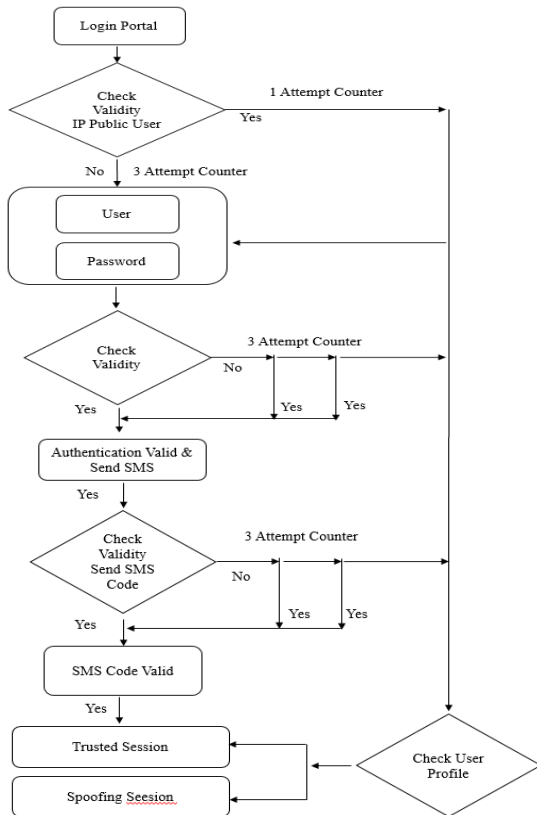 Login Portal
1 Attempt Counter
Check
Validity
IP Public User
Yes
No
3 Attempt Counter
User
Password
3 Attempt Counter
Check
Validity
No
Yes
Yes
Yes
Authentication Valid &
Send SMS
Yes
3 Attempt Counter
Check
Validity
Send SMS
Code
No
Yes
Yes
Yes
SMS Code Valid
Yes
Trusted Session
Check User
Profile
Spoofing Seesion